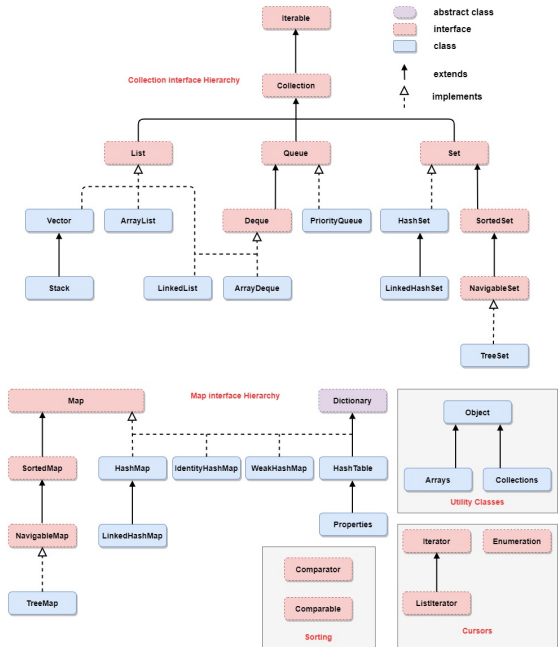 Iterable
abstract class
interface
class
Collection interface Hierarchy
Collection
extends
implements
List
Queue
Set
Vector
ArrayList
Deque
PriorityQueue
HashSet
SortedSet
Stack
LinkedList
ArrayDeque
LinkedHashSet
NavigableSet
TreeSet
Map
Map interface Hierarchy
Dictionary
SortedMap
HashMap
IdentityHashMap
WeakHashMap
HashTable
NavigableMap
LinkedHashMap
Properties
TreeMap
Object
Arrays
Collections
Utility Classes
Comparator
Comparable
Sorting
Iterator
Enumeration
ListIterator
Cursors